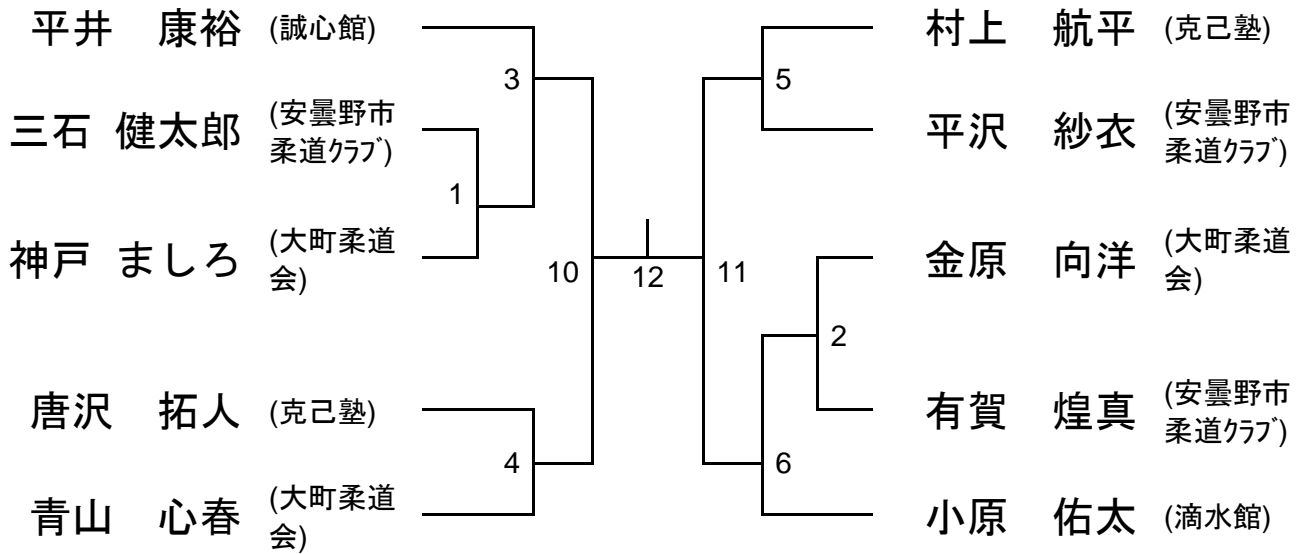 平井　康裕 (誠心館)
3
三石 健太郎 (安曇野市
柔道ｸﾗﾌﾞ)
1
神戸 ましろ (大町柔道
会)
10
唐沢　拓人 (克己塾)
4
青山　心春 (大町柔道
会)
12
村上　航平 (克己塾)
5
平沢　紗衣 (安曇野市
柔道ｸﾗﾌﾞ)
11
金原　向洋 (大町柔道
会)
2
有賀　煌真 (安曇野市
柔道ｸﾗﾌﾞ)
6
小原　佑太 (滴水館)